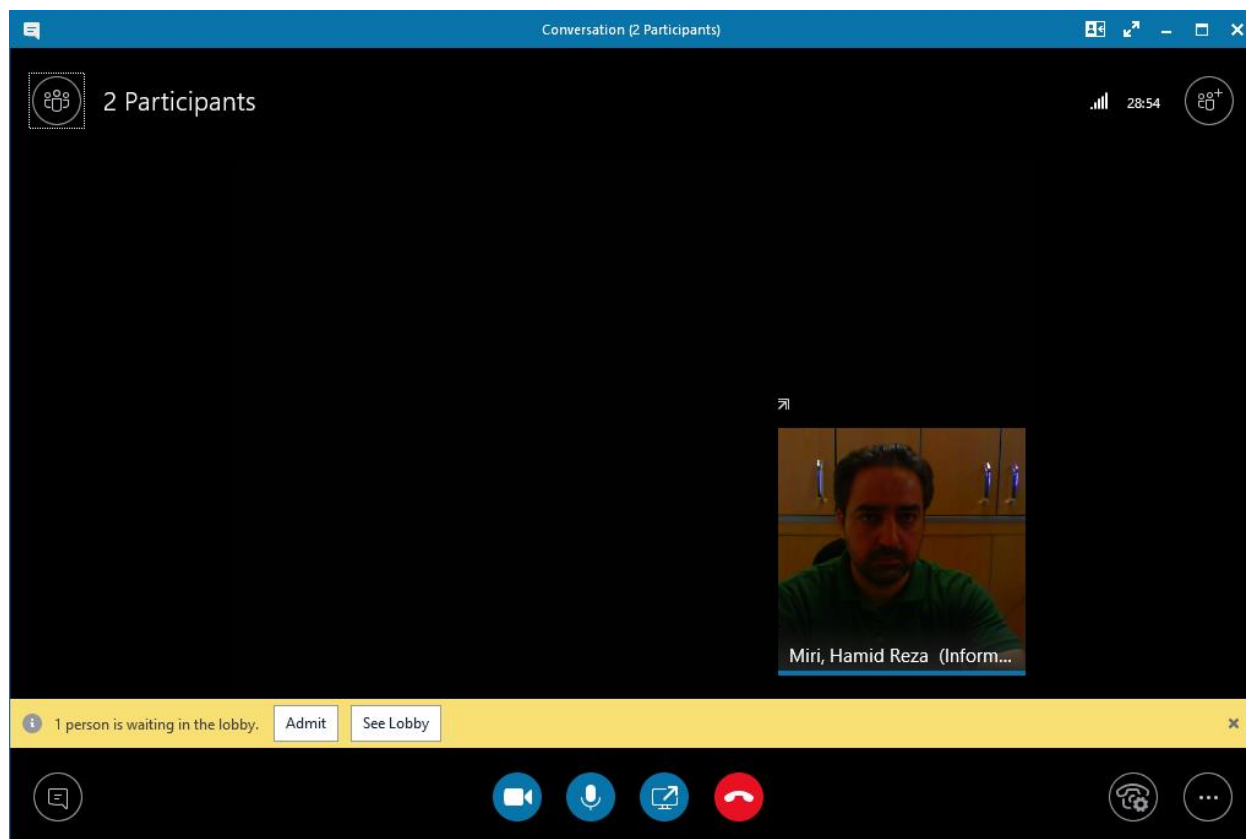 Conversation (2 Participants)
2 Participants
28:54
Miri, Hamid Reza (Inform...
1 person is waiting in the lobby. Admit See Lobby